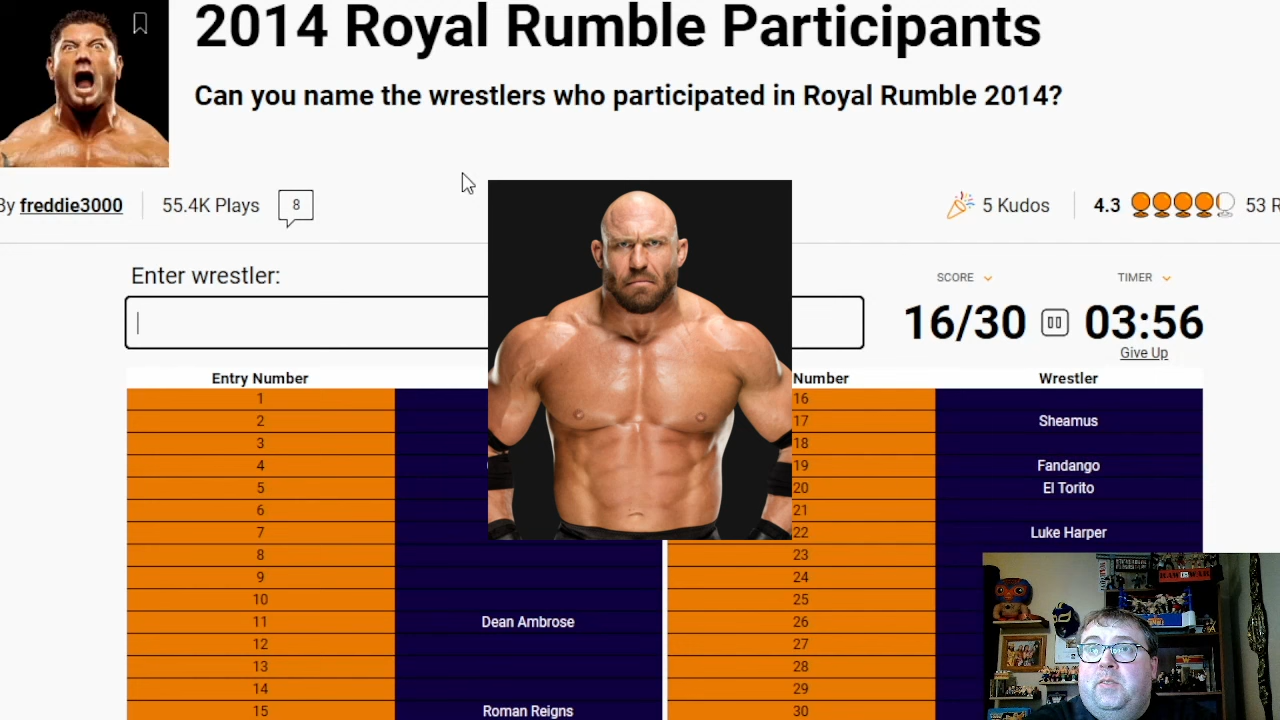 2014 Royal Rumble Participants
Can you name the wrestlers who participated in Royal Rumble 2014?
By freddie3000
55.4K Plays
8
5 Kudos
4.3
53 R
Enter wrestler:
SCORE
TIMER
16/30
03:56
Give Up
Entry Number
Number
Wrestler
1
16
2
17
Sheamus
3
18
4
19
Fandango
5
20
El Torito
6
21
7
22
Luke Harper
8
23
9
24
10
25
11
Dean Ambrose
26
12
27
13
28
14
29
15
Roman Reigns
30